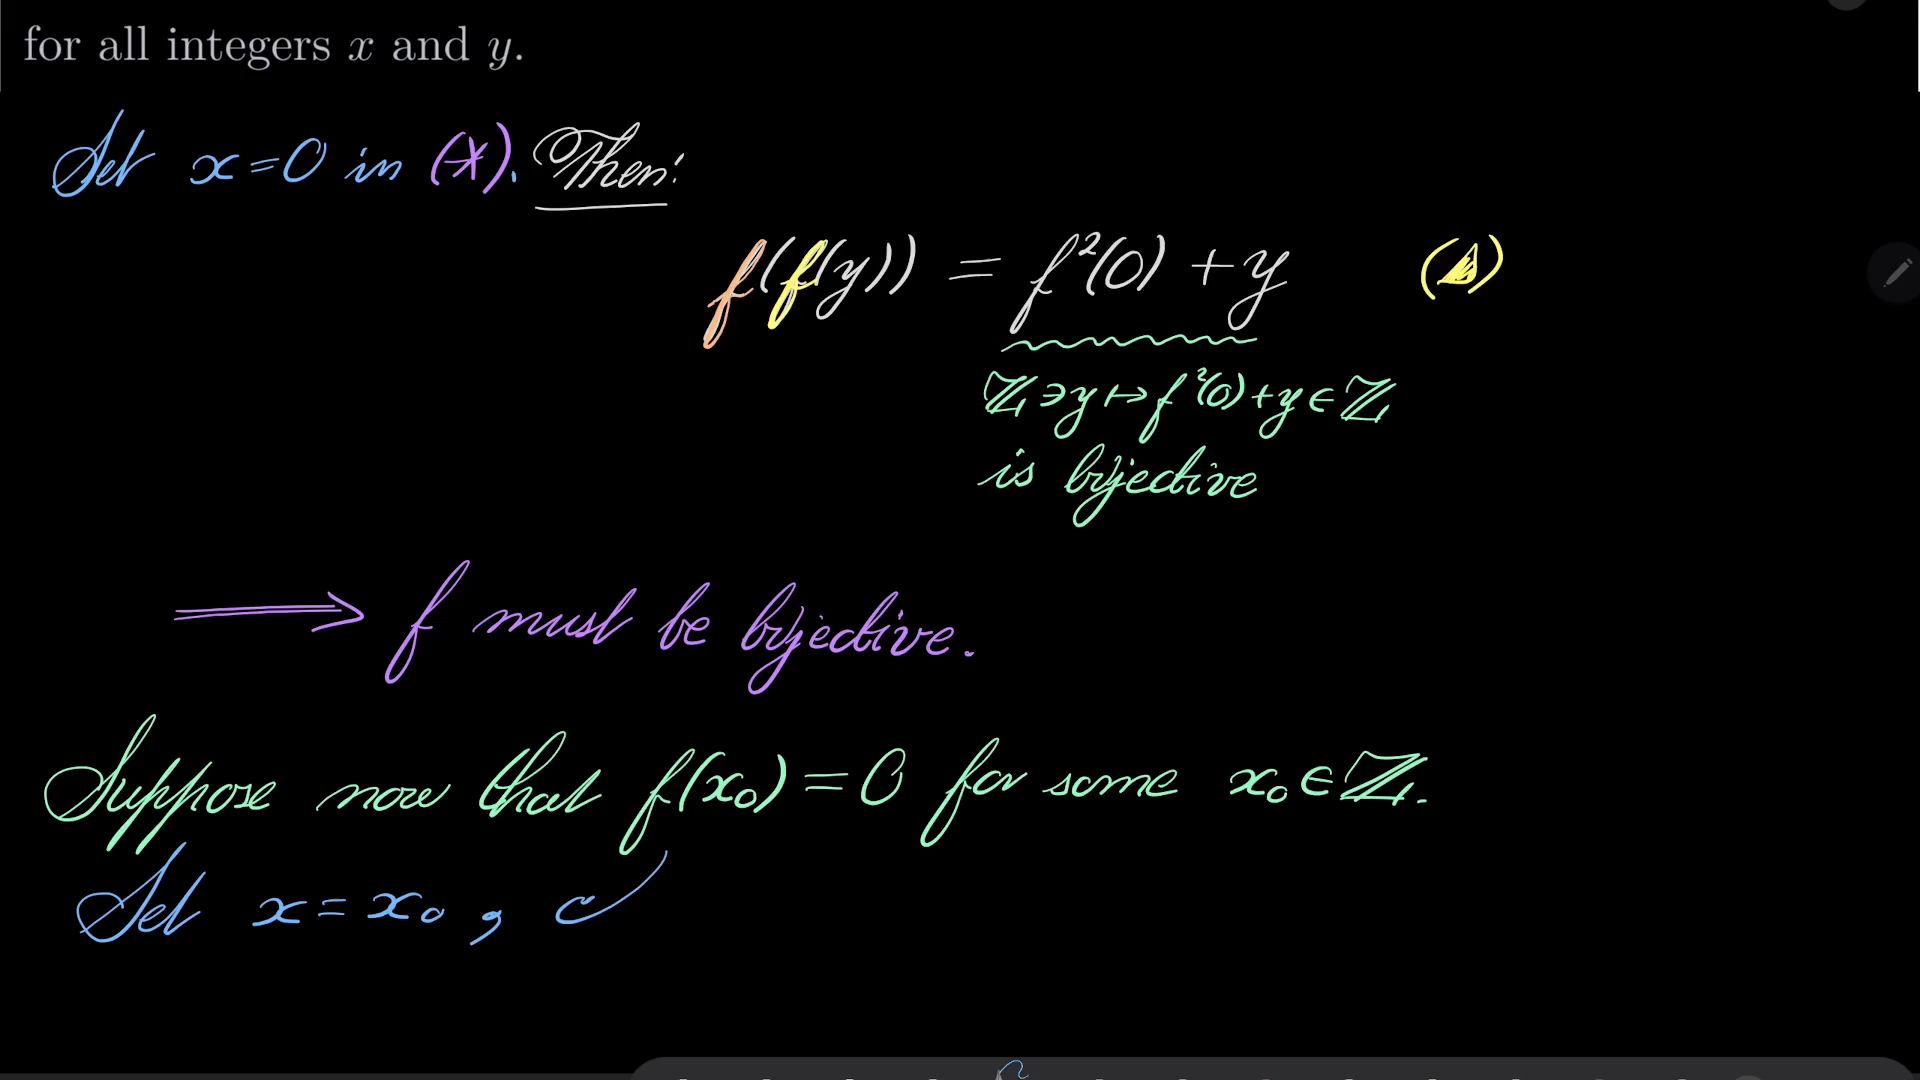 for all integers x and y.
Set x=0 in (*). Then:
f(f(y)) = f²(0) + y (Δ)
ℤ∋y↦f²(0)+y∈ℤ
is bijective
⟹ f must be bijective.
Suppose now that f(x₀)=0 for some x₀∈ℤ.
Set x=x₀,